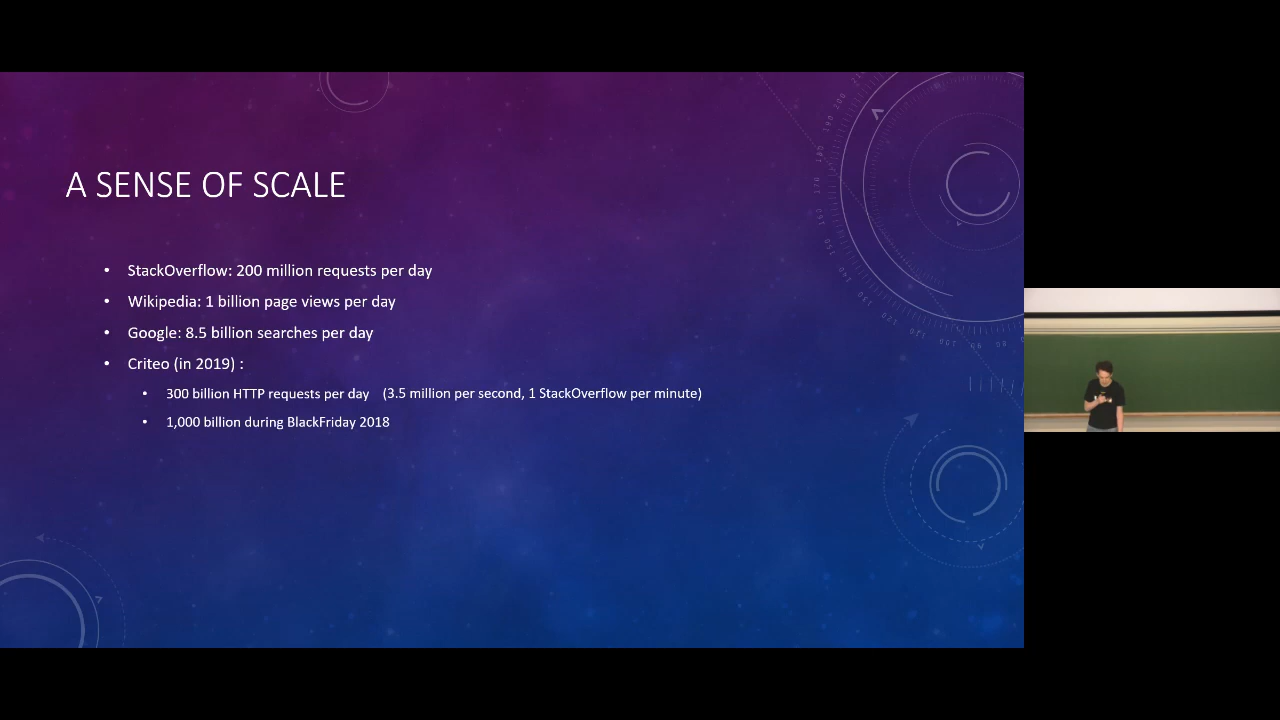 A SENSE OF SCALE
• StackOverflow: 200 million requests per day
• Wikipedia: 1 billion page views per day
• Google: 8.5 billion searches per day
• Criteo (in 2019) :
• 300 billion HTTP requests per day (3.5 million per second, 1 StackOverflow per minute)
• 1,000 billion during BlackFriday 2018